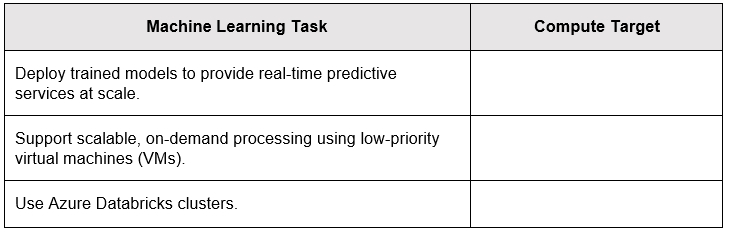 Machine Learning Task
Compute Target
Deploy trained models to provide real-time predictive
services at scale.
Support scalable, on-demand processing using low-priority
virtual machines (VMs).
Use Azure Databricks clusters.